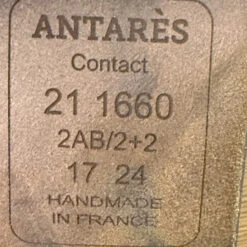 ANTARÈS
Contact
21 1660
2AB/2+2
17 24
HANDMADE
IN FRANCE